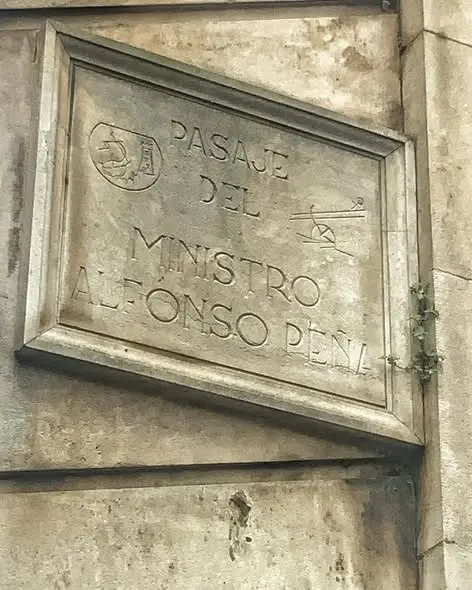 PASAJE
DEL
MINISTRO
ALFONSO PEÑA